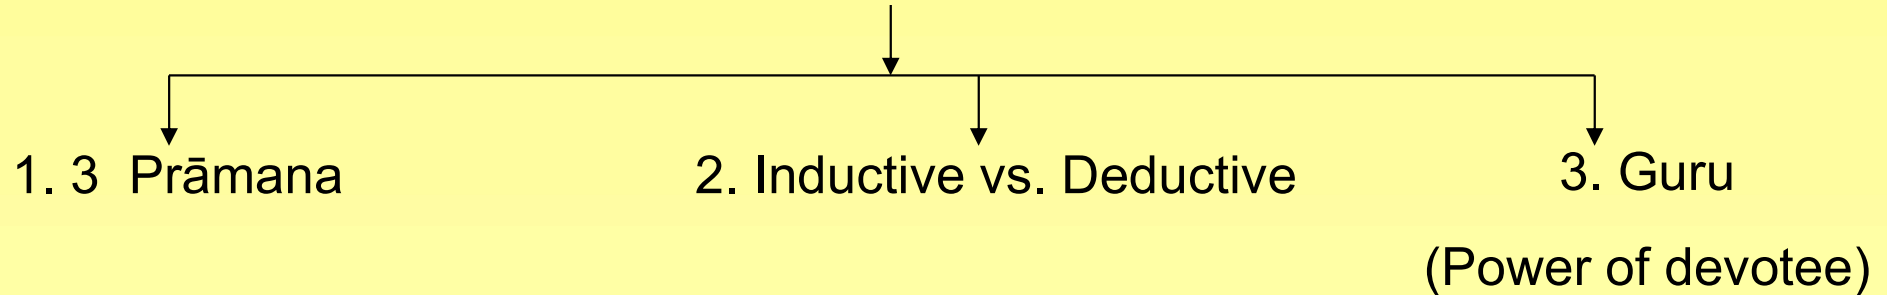 1. 3 Prāmana 2. Inductive vs. Deductive 3. Guru
(Power of devotee)